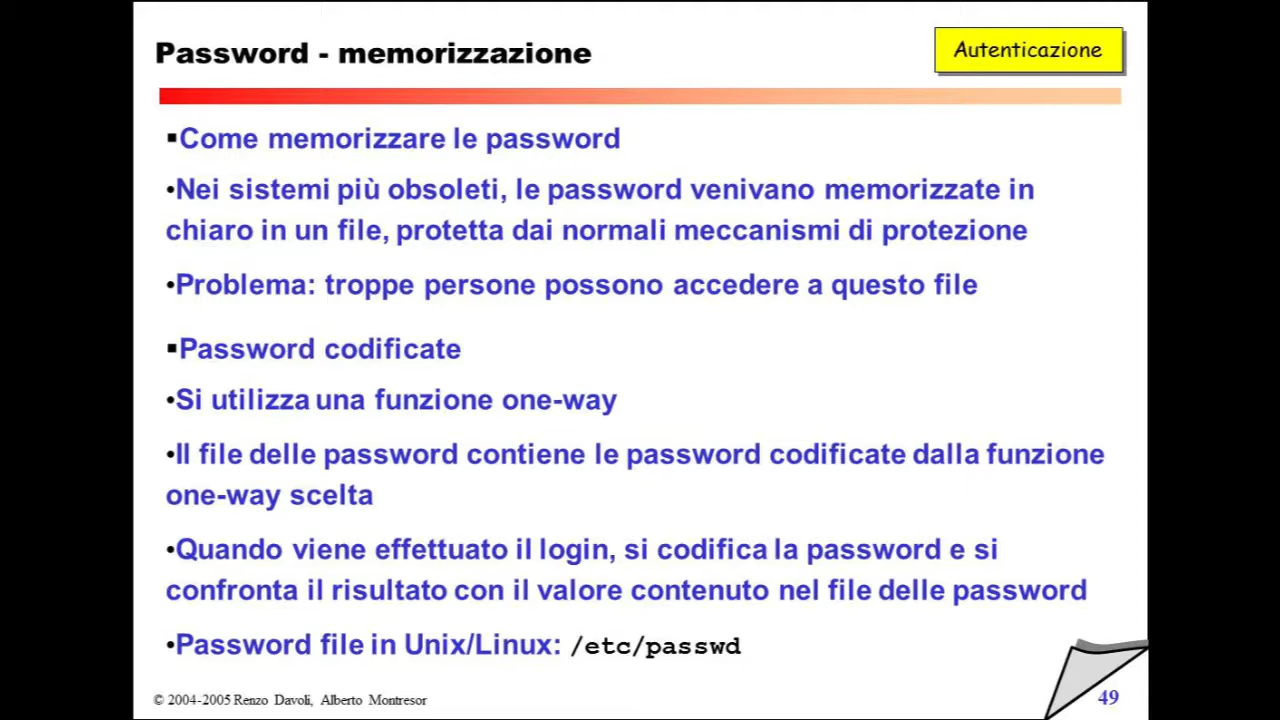 Password - memorizzazione
Autenticazione
▪Come memorizzare le password
•Nei sistemi più obsoleti, le password venivano memorizzate in
chiaro in un file, protetta dai normali meccanismi di protezione
•Problema: troppe persone possono accedere a questo file
▪Password codificate
•Si utilizza una funzione one-way
•Il file delle password contiene le password codificate dalla funzione
one-way scelta
•Quando viene effettuato il login, si codifica la password e si
confronta il risultato con il valore contenuto nel file delle password
•Password file in Unix/Linux: /etc/passwd
© 2004-2005 Renzo Davoli, Alberto Montresor
49